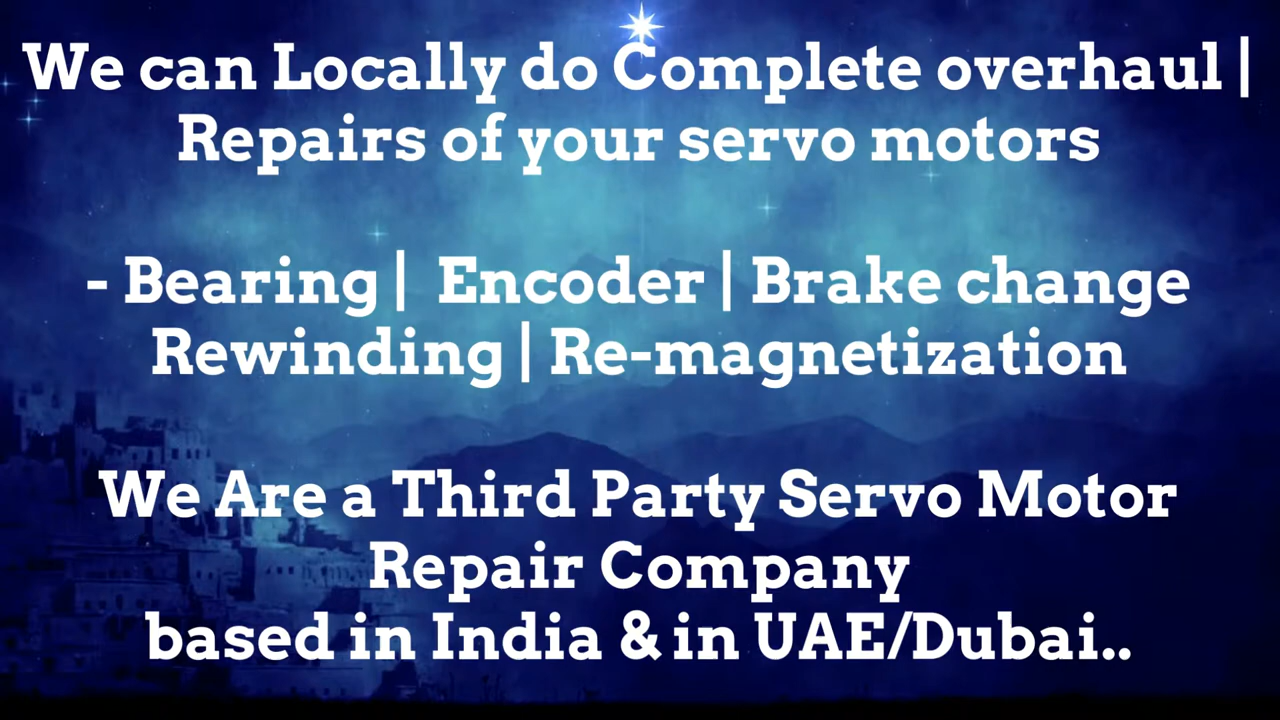 We can Locally do Complete overhaul |
Repairs of your servo motors
- Bearing | Encoder | Brake change
Rewinding | Re-magnetization
We Are a Third Party Servo Motor
Repair Company
based in India & in UAE/Dubai..